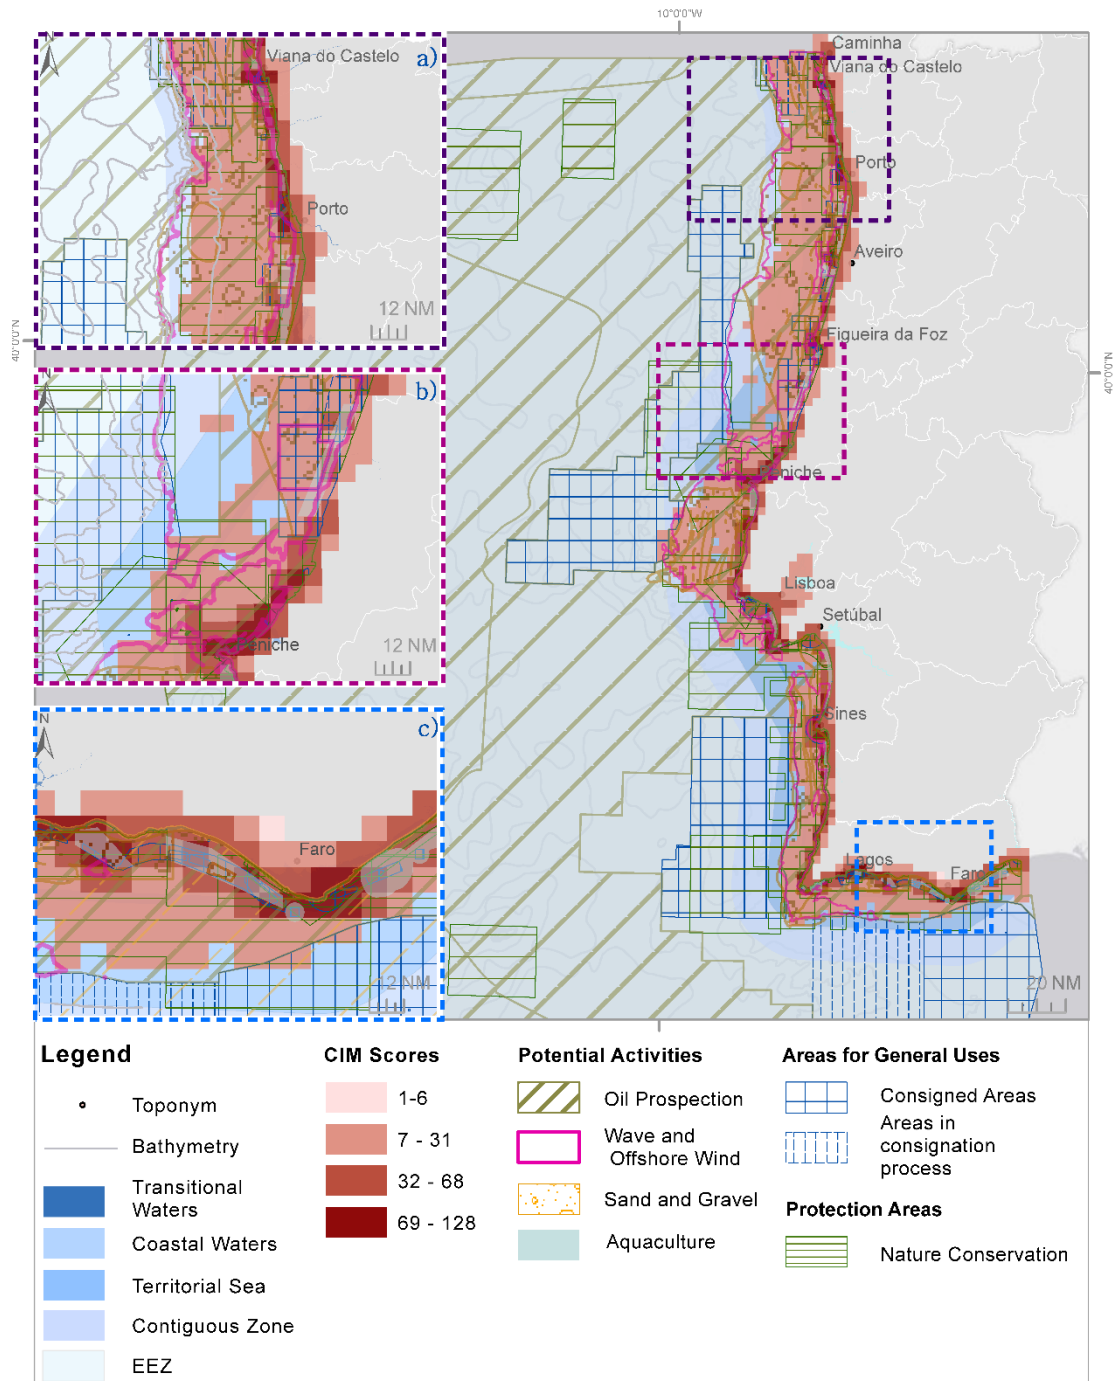 10°0'0"W
Caminha
Viana do Castelo
Porto
Aveiro
Figueira da Foz
Peniche
Lisboa
Setúbal
Sines
Lagos
Faro
20 NM
40°0'0"N
40°0'0"N
N
a)
Viana do Castelo
Porto
12 NM
N
b)
Peniche
12 NM
N
c)
Faro
12 NM
Legend
Toponym
Bathymetry
Transitional
Waters
Coastal Waters
Territorial Sea
Contiguous Zone
EEZ
CIM Scores
1-6
7 - 31
32 - 68
69 - 128
Potential Activities
Oil Prospection
Wave and
Offshore Wind
Sand and Gravel
Aquaculture
Areas for General Uses
Consigned Areas
Areas in
consignation
process
Protection Areas
Nature Conservation